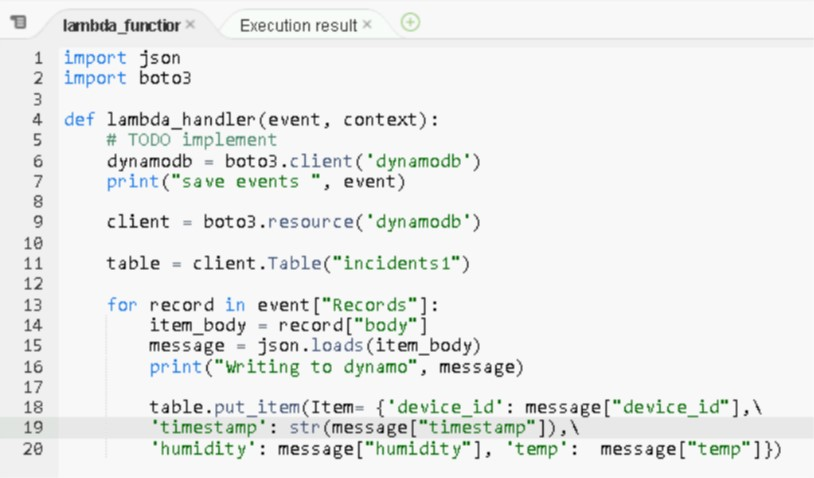 lambda_function × Execution result ×
1 import json
2 import boto3
3
4 def lambda_handler(event, context):
5     # TODO implement
6     dynamodb = boto3.client('dynamodb')
7     print("save events ", event)
8
9     client = boto3.resource('dynamodb')
10
11     table = client.Table("incidents1")
12
13     for record in event["Records"]:
14         item_body = record["body"]
15         message = json.loads(item_body)
16         print("Writing to dynamo", message)
17
18         table.put_item(Item= {'device_id': message["device_id"],\
19         'timestamp': str(message["timestamp"]),\
20         'humidity': message["humidity"], 'temp':  message["temp"]})